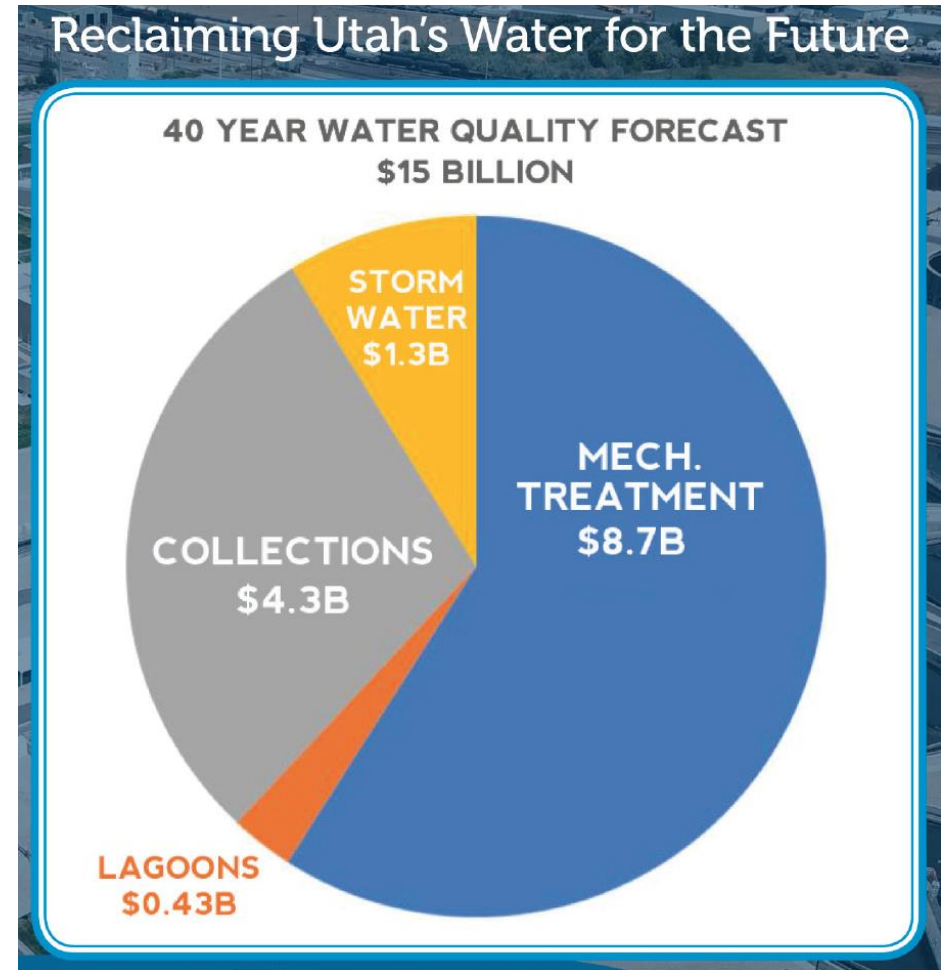 Reclaiming Utah's Water for the Future
40 YEAR WATER QUALITY FORECAST
$15 BILLION
STORM
WATER
$1.3B
MECH.
TREATMENT
$8.7B
COLLECTIONS
$4.3B
LAGOONS
$0.43B